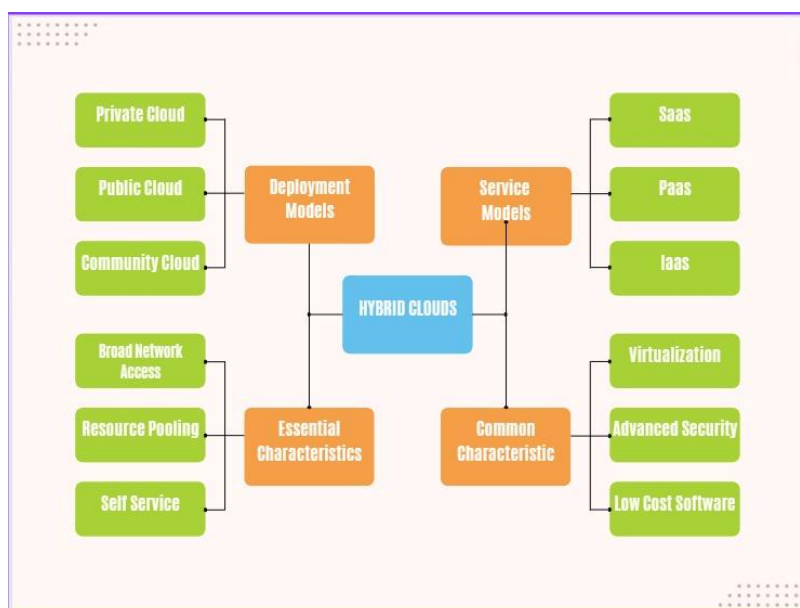 Private Cloud
Public Cloud
Community Cloud
Deployment
Models
Service
Models
Saas
Paas
Iaas
HYBRID CLOUDS
Broad Network
Access
Resource Pooling
Self Service
Essential
Characteristics
Common
Characteristic
Virtualization
Advanced Security
Low Cost Software